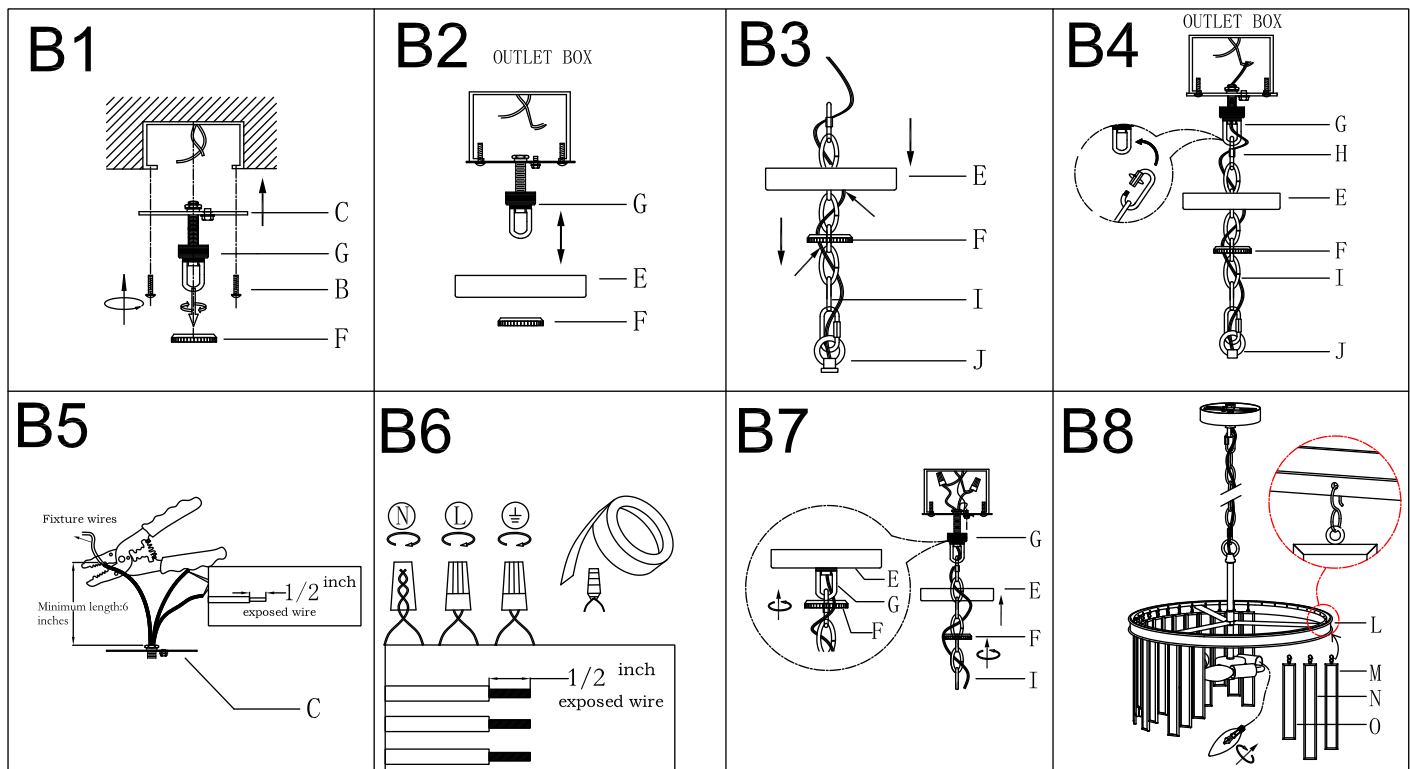 B1
C
G
B
F
B2
OUTLET BOX
G
E
F
B3
E
F
I
J
B4
OUTLET BOX
G
H
E
F
I
J
B5
Fixture wires
1/2 inch
exposed wire
Minimum length:6
inches
C
B6
N L
1/2 inch
exposed wire
B7
G
E
E
G
F
F
I
B8
L
M
N
O